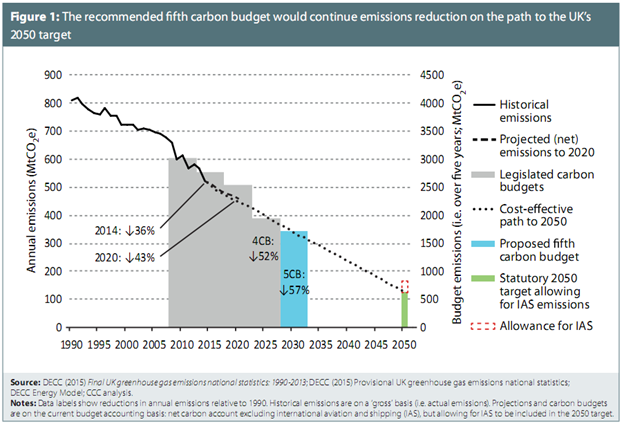 Figure 1: The recommended fifth carbon budget would continue emissions reduction on the path to the UK's
2050 target
Annual emissions (MtCO2e)
900
800
700
600
500
400
300
200
100
0
2014: ↓36%
2020: ↓43%
4CB:
↓52%
5CB:
↓57%
1990 1995 2000 2005 2010 2015 2020 2025 2030 2035 2040 2045 2050
4500
4000
3500
3000
2500
2000
1500
1000
500
0
Budget emissions (i.e. over five years; MtCO2e)
Historical
emissions
Projected (net)
emissions to 2020
Legislated carbon
budgets
Cost-effective
path to 2050
Proposed fifth
carbon budget
Statutory 2050
target allowing
for IAS emissions
Allowance for IAS
Source: DECC (2015) Final UK greenhouse gas emissions national statistics: 1990-2013; DECC (2015) Provisional UK greenhouse gas emissions national statistics;
DECC Energy Model; CCC analysis.
Notes: Data labels show reductions in annual emissions relative to 1990. Historical emissions are on a 'gross' basis (i.e. actual emissions). Projections and carbon budgets
are on the current budget accounting basis: net carbon account excluding international aviation and shipping (IAS), but allowing for IAS to be included in the 2050 target.